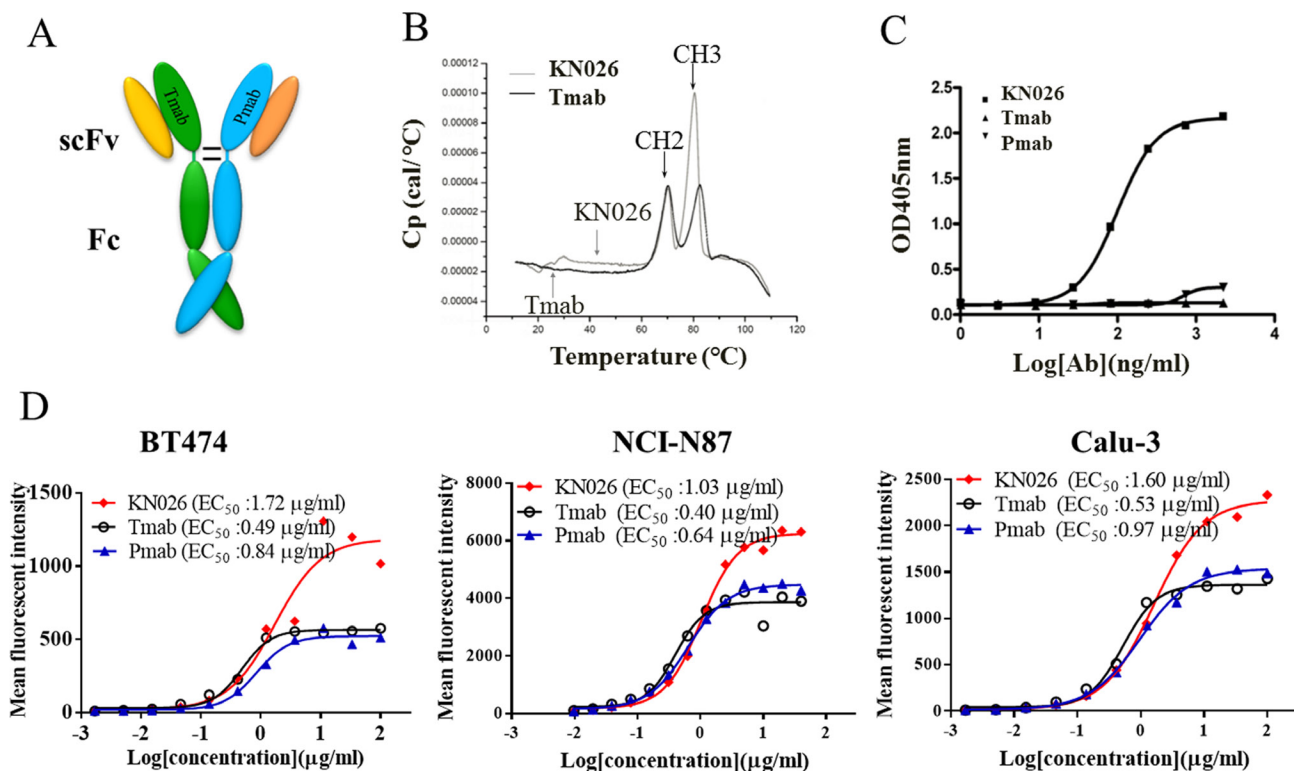 A
Tmab
Pmab
scFv
Fc
B
KN026
Tmab
CH3
CH2
KN026
Tmab
Cp (cal/°C)
0.00012
0.00010
0.00008
0.00006
0.00004
0.00002
0.00000
-0.00002
-0.00004
0 20 40 60 80 100 120
Temperature (°C)
C
KN026
Tmab
Pmab
OD405nm
2.5
2.0
1.5
1.0
0.5
0.0
0 1 2 3 4
Log[Ab](ng/ml)
D
BT474
KN026 (EC50 :1.72 μg/ml)
Tmab (EC50 :0.49 μg/ml)
Pmab (EC50 :0.84 μg/ml)
Mean fluorescent intensity
1500
1000
500
0
-3 -2 -1 0 1 2
Log[concentration](μg/ml)
NCI-N87
KN026 (EC50 :1.03 μg/ml)
Tmab (EC50 :0.40 μg/ml)
Pmab (EC50 :0.64 μg/ml)
Mean fluorescent intensity
8000
6000
4000
2000
0
-3 -2 -1 0 1 2
Log[concentration](μg/ml)
Calu-3
KN026 (EC50 :1.60 μg/ml)
Tmab (EC50 :0.53 μg/ml)
Pmab (EC50 :0.97 μg/ml)
Mean fluorescent intensity
2500
2000
1500
1000
500
0
-3 -2 -1 0 1 2
Log[concentration](μg/ml)